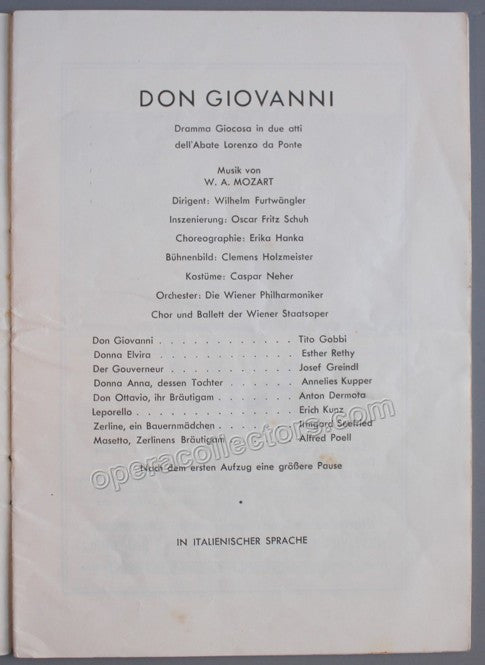 DON GIOVANNI
Dramma Giocosa in due atti
dell'Abate Lorenzo da Ponte
Musik von
W. A. MOZART
Dirigent: Wilhelm Furtwängler
Inszenierung: Oscar Fritz Schuh
Choreographie: Erika Hanka
Bühnenbild: Clemens Holzmeister
Kostüme: Caspar Neher
Orchester: Die Wiener Philharmoniker
Chor und Ballett der Wiener Staatsoper
Don Giovanni . . . . . . . . . . . . Tito Gobbi
Donna Elvira . . . . . . . . . . . . Esther Rethy
Der Gouverneur . . . . . . . . . . . Josef Greindl
Donna Anna, dessen Tochter . . . . . . Annelies Kupper
Don Ottavio, ihr Bräutigam . . . . . . . Anton Dermota
Leporello . . . . . . . . . . . . . Erich Kunz
Zerline, ein Bauernmädchen . . . . . . Irmgard Seefried
Masetto, Zerlinens Bräutigam . . . . . . Alfred Poell
operacollectors.com
Nach dem ersten Aufzug eine größere Pause
*
IN ITALIENISCHER SPRACHE